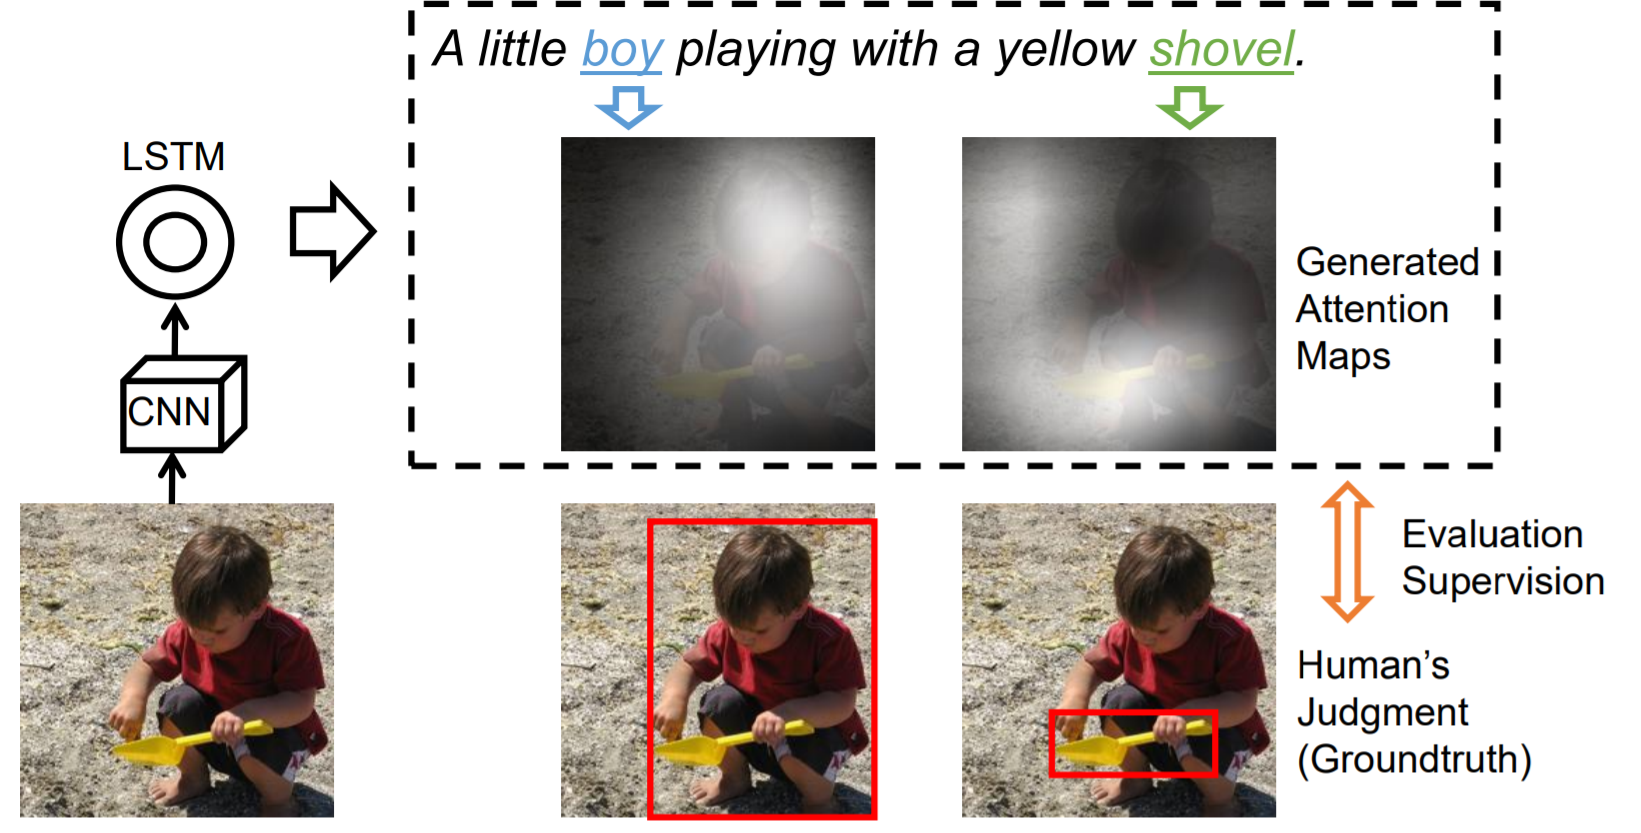 A little boy playing with a yellow shovel.
LSTM
CNN
Generated
Attention
Maps
Evaluation
Supervision
Human's
Judgment
(Groundtruth)